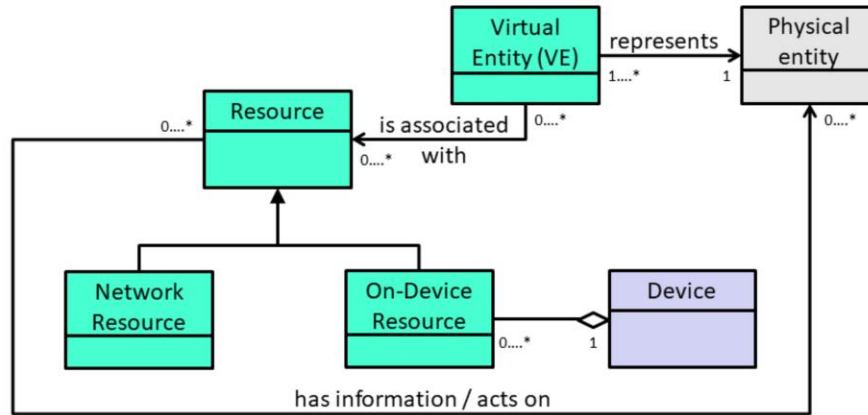 Virtual
Entity (VE)
represents
Physical
entity
1....*
1
0....*
Resource
is associated
with
0....*
0....*
0....*
Network
Resource
On-Device
Resource
Device
0....*
1
has information / acts on